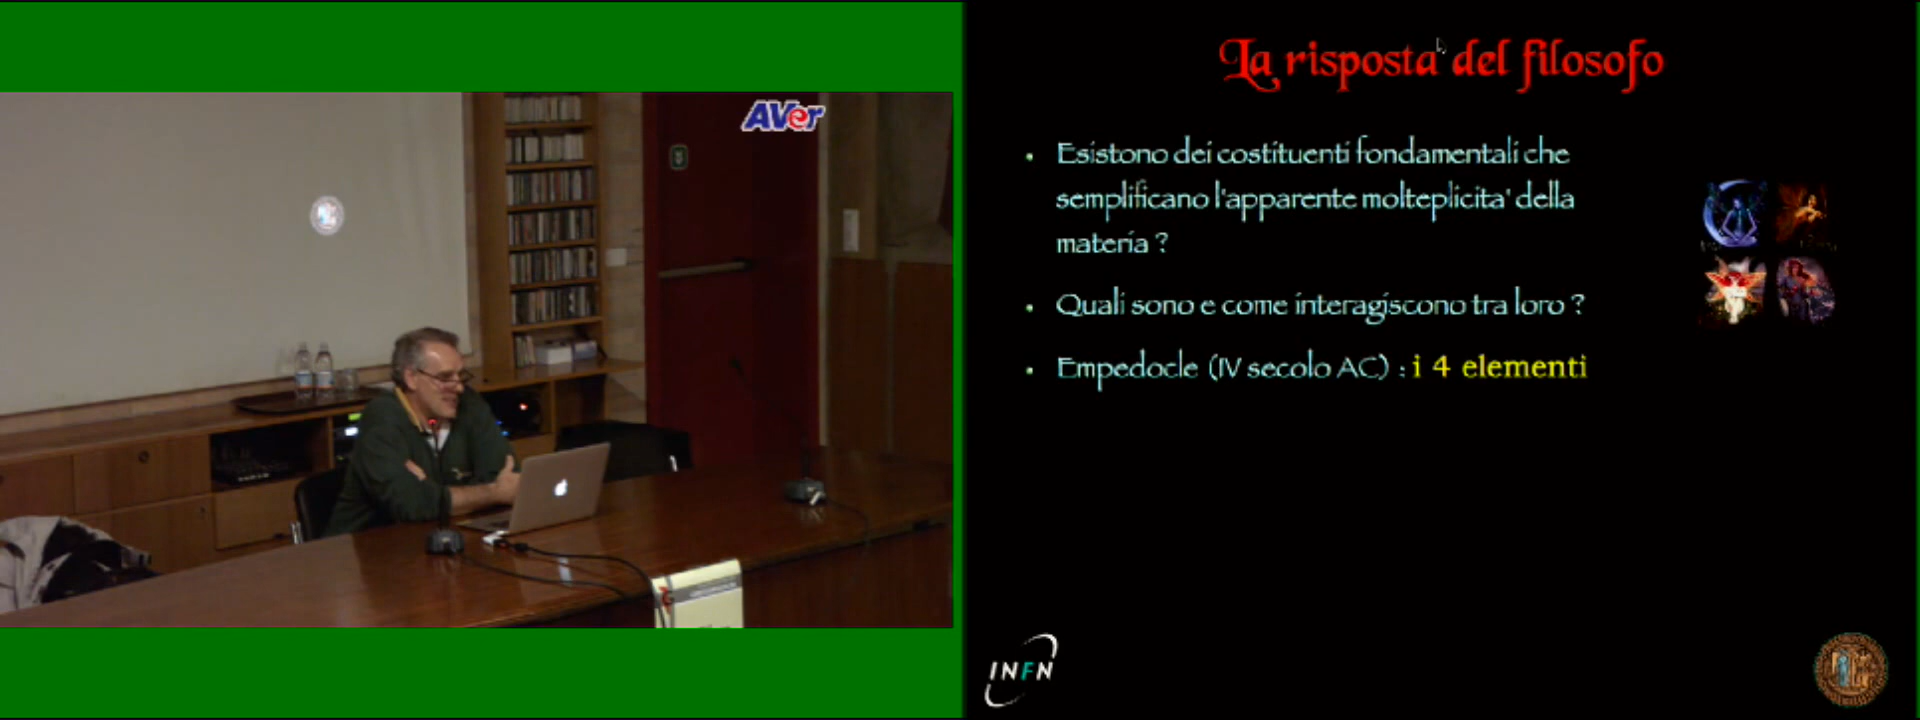 AVer
La risposta del filosofo
Esistono dei costituenti fondamentali che
semplificano l'apparente molteplicita' della
materia ?
Quali sono e come interagiscono tra loro ?
Empedocle (IV secolo AC) : i 4 elementi
INFN